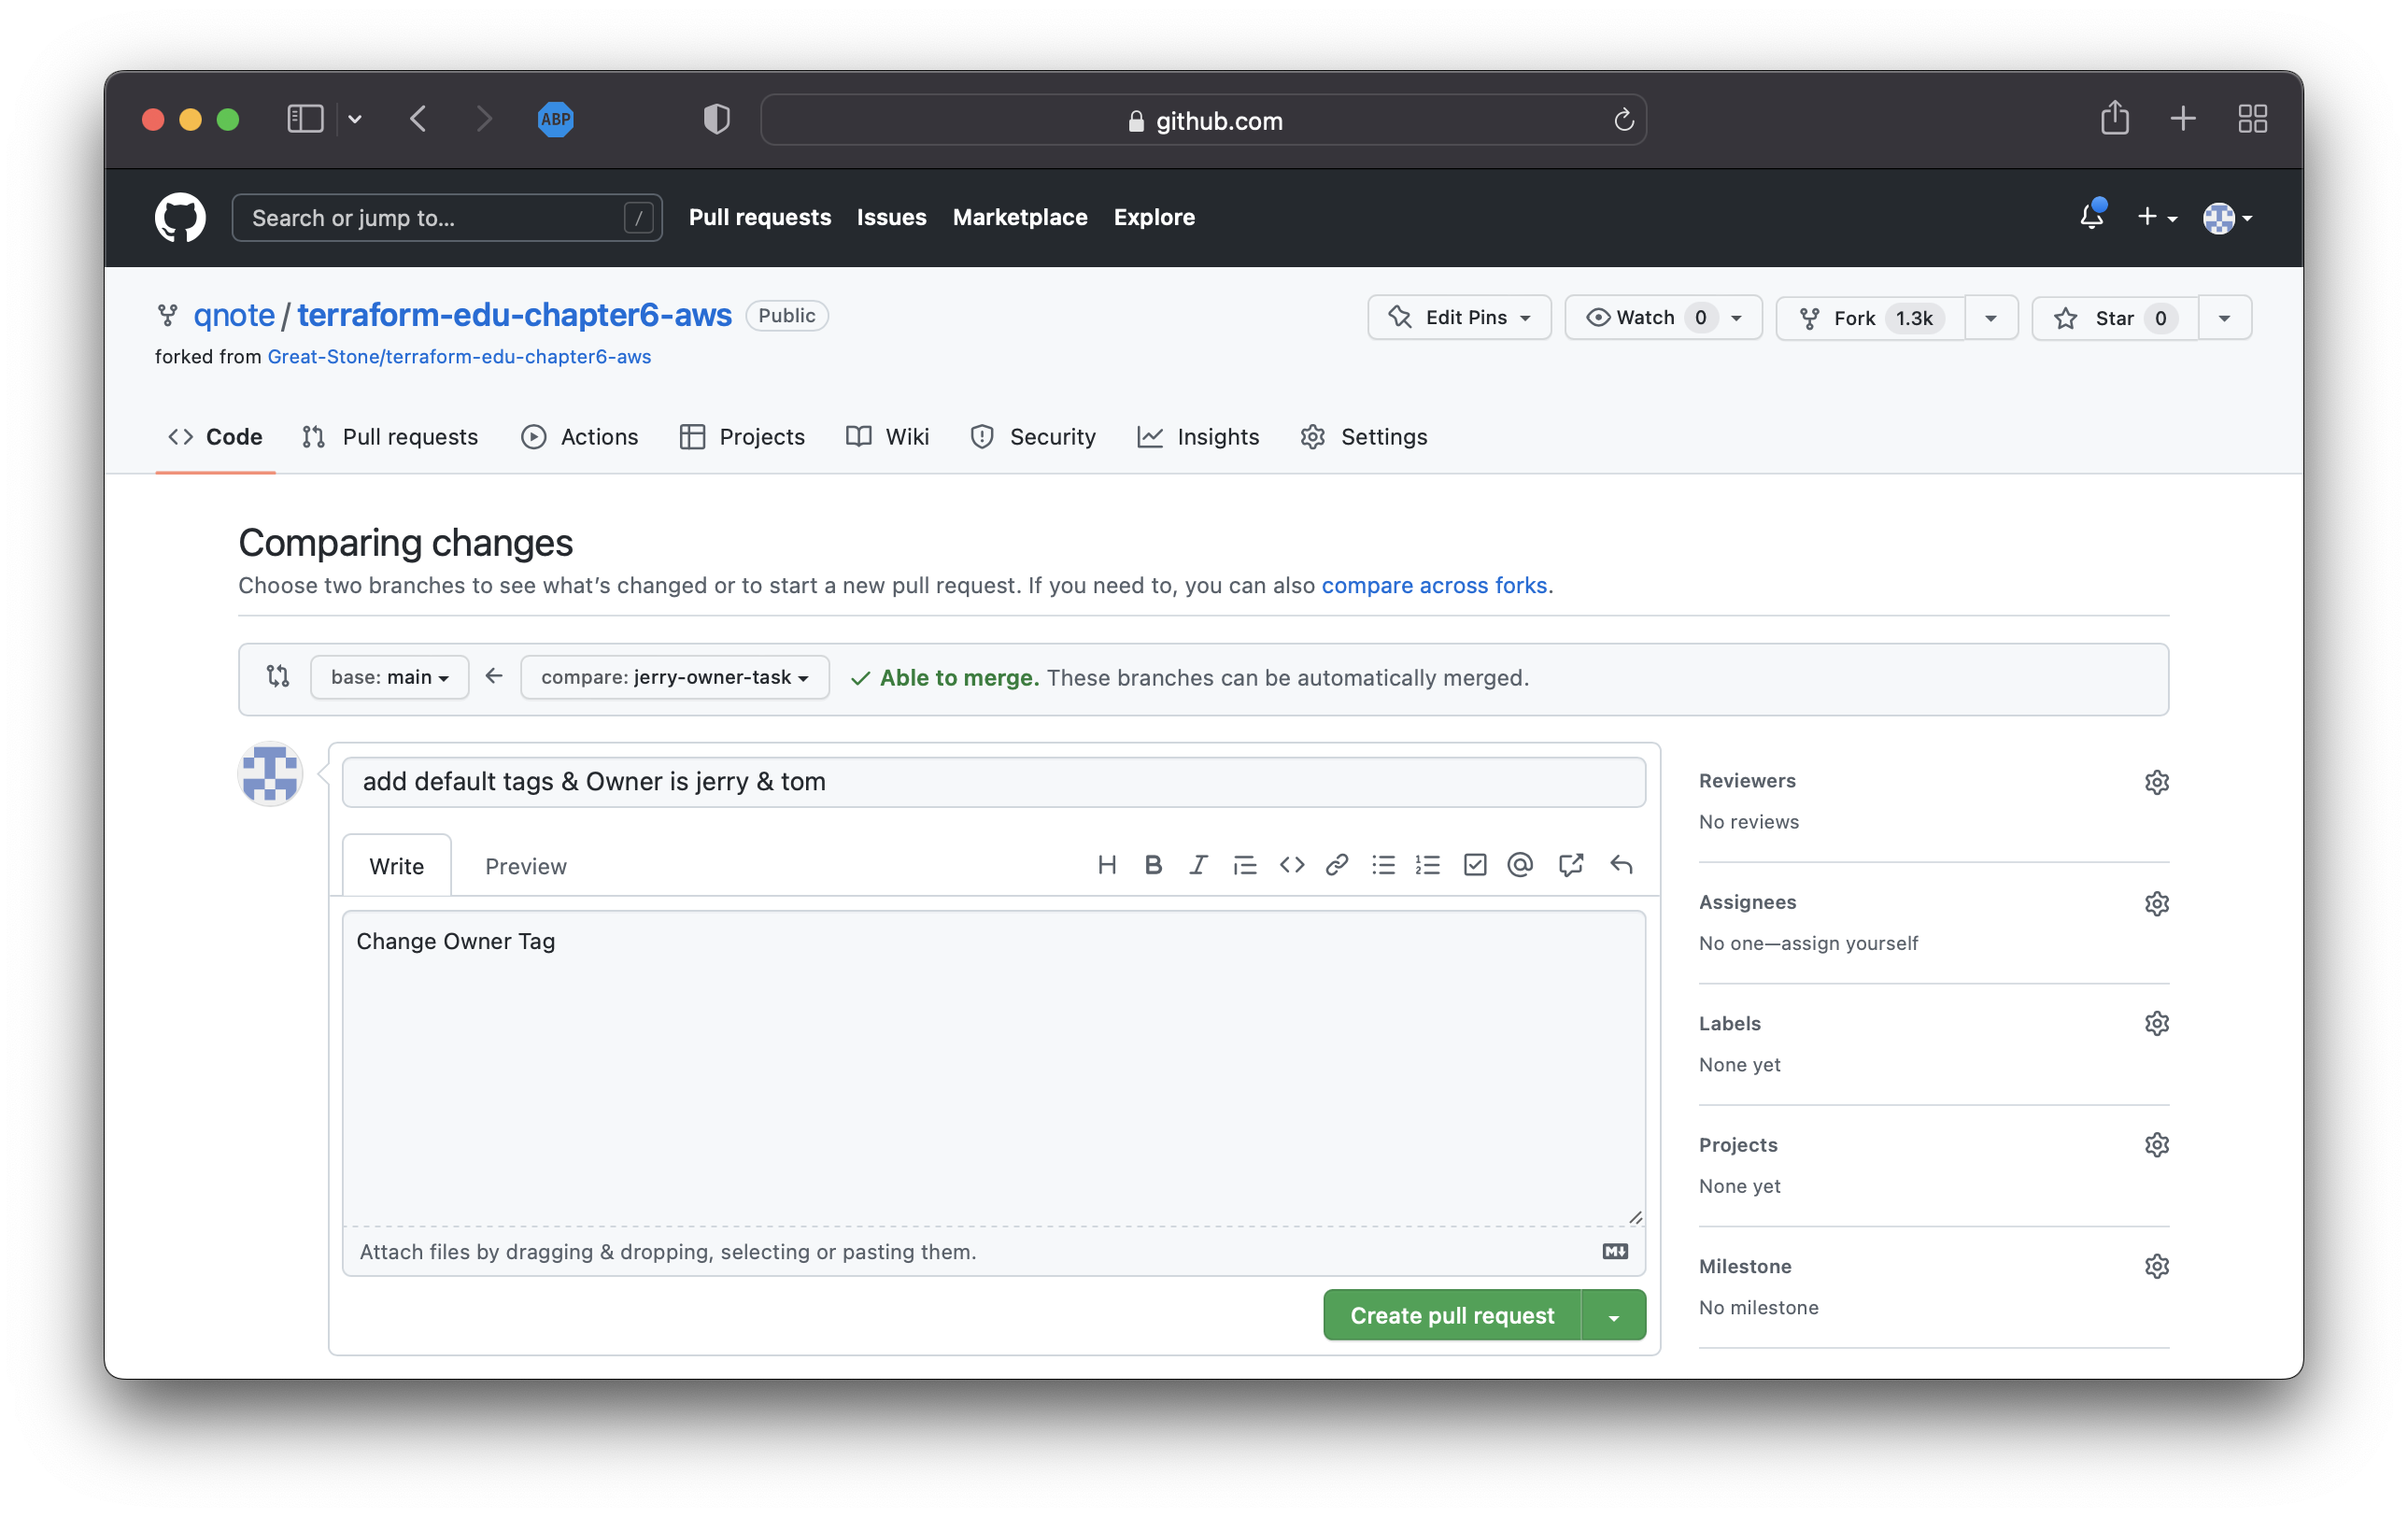 ABP
github.com
Search or jump to... /
Pull requests Issues Marketplace Explore
qnote / terraform-edu-chapter6-aws Public
Edit Pins Watch 0 Fork 1.3k Star 0
forked from Great-Stone/terraform-edu-chapter6-aws
Code Pull requests Actions Projects Wiki Security Insights Settings
Comparing changes
Choose two branches to see what’s changed or to start a new pull request. If you need to, you can also compare across forks.
base: main compare: jerry-owner-task Able to merge. These branches can be automatically merged.
add default tags & Owner is jerry & tom
Write Preview
Change Owner Tag
Attach files by dragging & dropping, selecting or pasting them.
Create pull request
Reviewers
No reviews
Assignees
No one—assign yourself
Labels
None yet
Projects
None yet
Milestone
No milestone